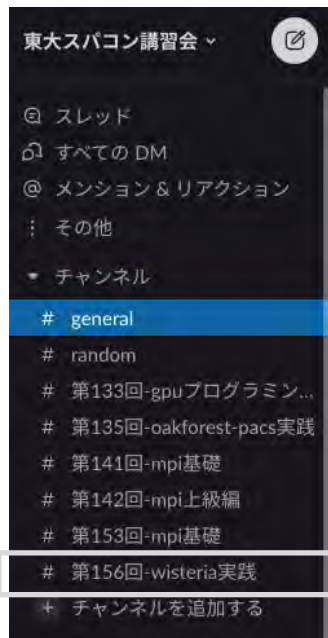 東大スパコン講習会
スレッド
すべての DM
@ メンション & リアクション
その他
チャンネル
# general
# random
# 第133回-gpuプログラミン...
# 第135回-oakforest-pacs実践
# 第141回-mpi基礎
# 第142回-mpi上級編
# 第153回-mpi基礎
# 第156回-wisteria実践
+ チャンネルを追加する